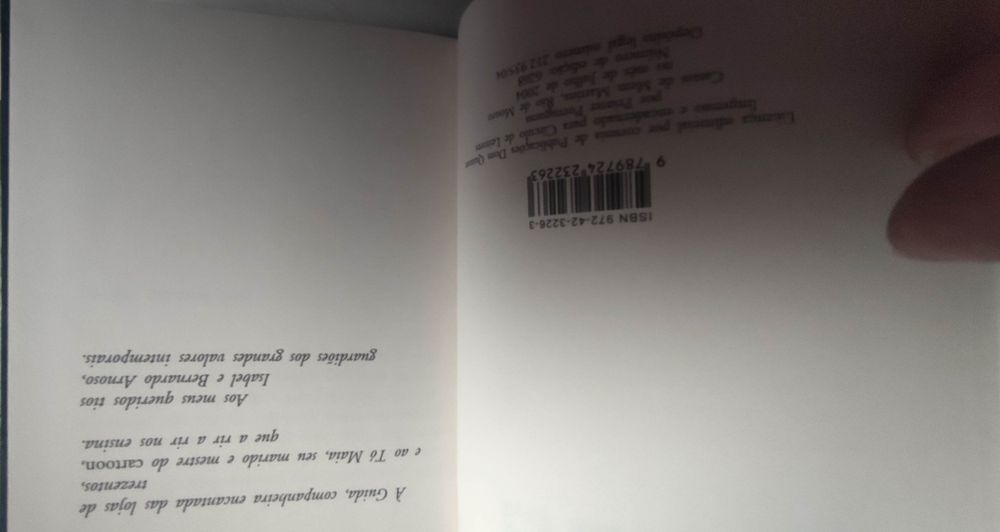 ISBN 972-42-3226-3
9 789724 232263
Licença editorial por cortesia de Publicações Dom
Impresso e encadernado para Círculo de
por Printer Portuguesa
Casais de Mem Martins, Rio de Mouro
no mês de Julho de 2004
Número de edição: 6288
Depósito legal número 212 935/04
À Guida, companheira encantada das lojas de
trezentos,
e ao Tó Maia, seu marido e mestre do cartoon,
que a rir a rir nos ensina.
Aos meus queridos tios
Isabel e Bernardo Arnoso,
guardiões dos grandes valores intemporais.